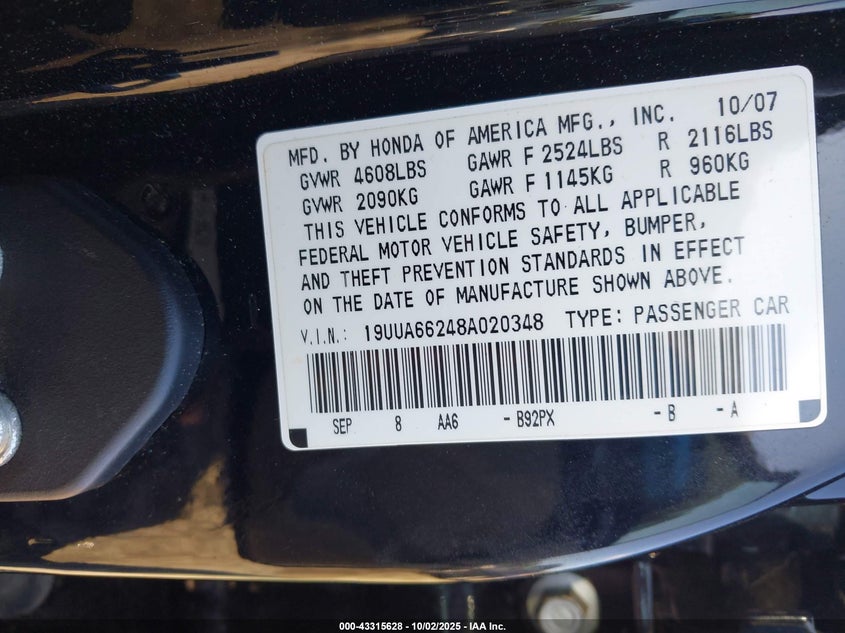 MFD. BY HONDA OF AMERICA MFG., INC. 10/07
GVWR 4608LBS GAWR F 2524LBS R 2116LBS
GVWR 2090KG GAWR F 1145KG R 960KG
THIS VEHICLE CONFORMS TO ALL APPLICABLE
FEDERAL MOTOR VEHICLE SAFETY, BUMPER,
AND THEFT PREVENTION STANDARDS IN EFFECT
ON THE DATE OF MANUFACTURE SHOWN ABOVE.
V.I.N.: 19UUA66248A020348 TYPE: PASSENGER CAR
SEP 8 AA6 - B92PX - B - A
000-43315628 - 10/02/2025 - IAA Inc.